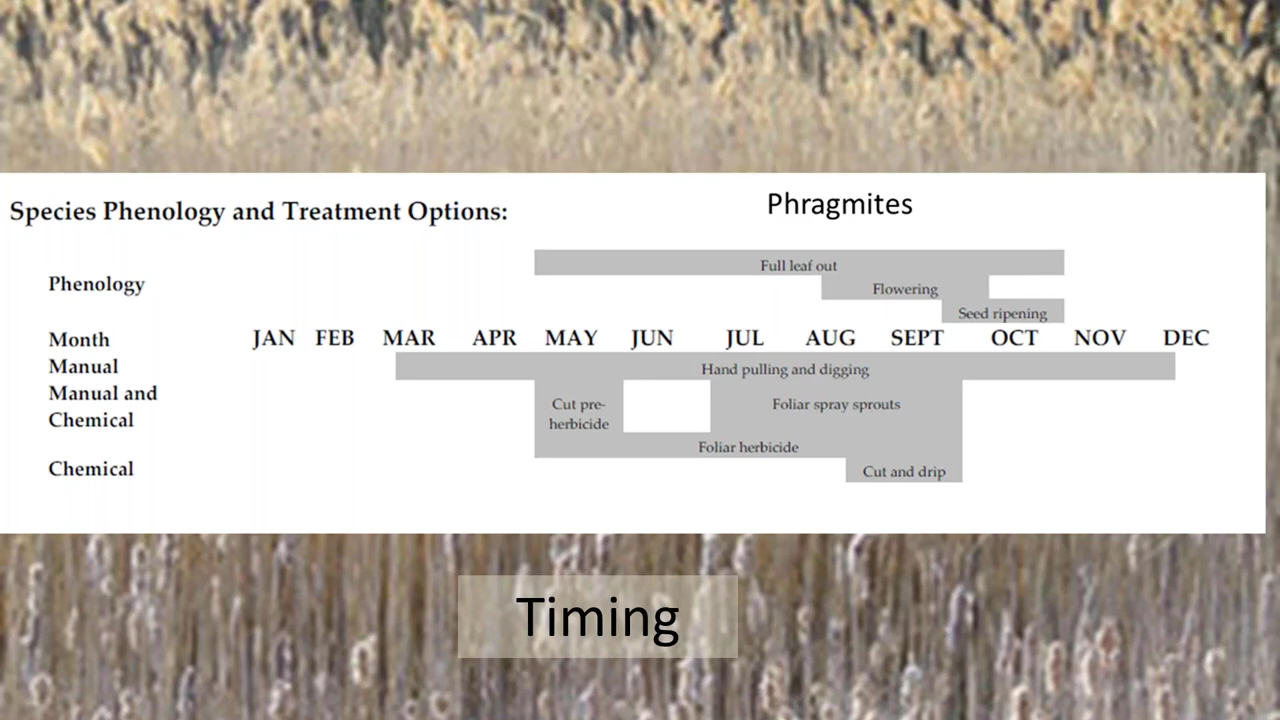 Species Phenology and Treatment Options:
Phragmites
Full leaf out
Phenology
Flowering
Seed ripening
Month JAN FEB MAR APR MAY JUN JUL AUG SEPT OCT NOV DEC
Manual Hand pulling and digging
Manual and
Chemical
Cut pre-
herbicide
Foliar spray sprouts
Foliar herbicide
Chemical Cut and drip
Timing